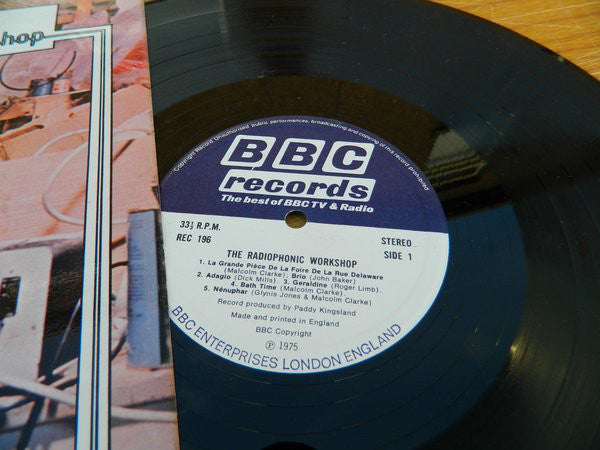 shop
Copyright Record. Unauthorised public performances, broadcasting and copying of this record prohibited
BBC
records
The best of BBC TV & Radio
33⅓ R.P.M.
REC 196
STEREO
SIDE 1
THE RADIOPHONIC WORKSHOP
1. La Grande Pièce De La Foire De La Rue Delaware
(Malcolm Clarke); Brio (John Baker)
2. Adagio (Dick Mills). 3. Geraldine (Roger Limb).
4. Bath Time (Malcolm Clarke).
5. Nénuphar (Glynis Jones & Malcolm Clarke)
Record produced by Paddy Kingsland
Made and printed in England
BBC Copyright
℗ 1975
BBC ENTERPRISES LONDON ENGLAND